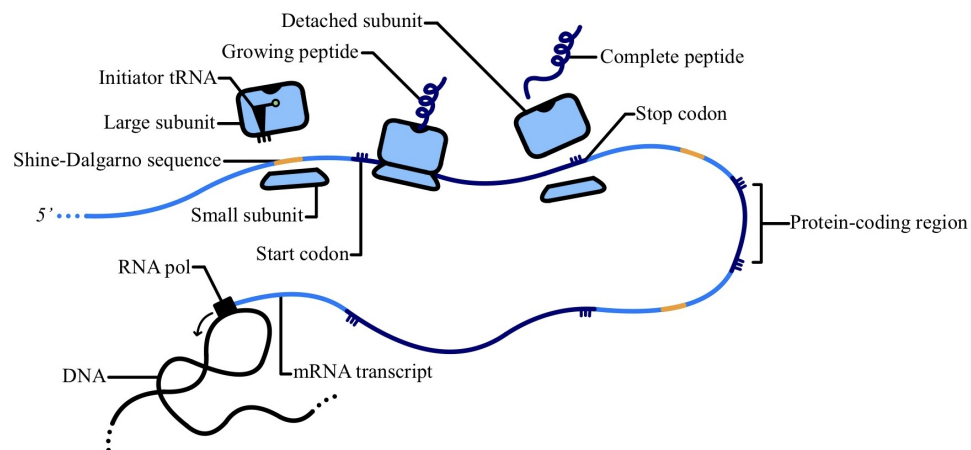 Detached subunit
Growing peptide
Complete peptide
Initiator tRNA
Large subunit
Stop codon
Shine-Dalgarno sequence
5’
Small subunit
Protein-coding region
Start codon
RNA pol
DNA
mRNA transcript